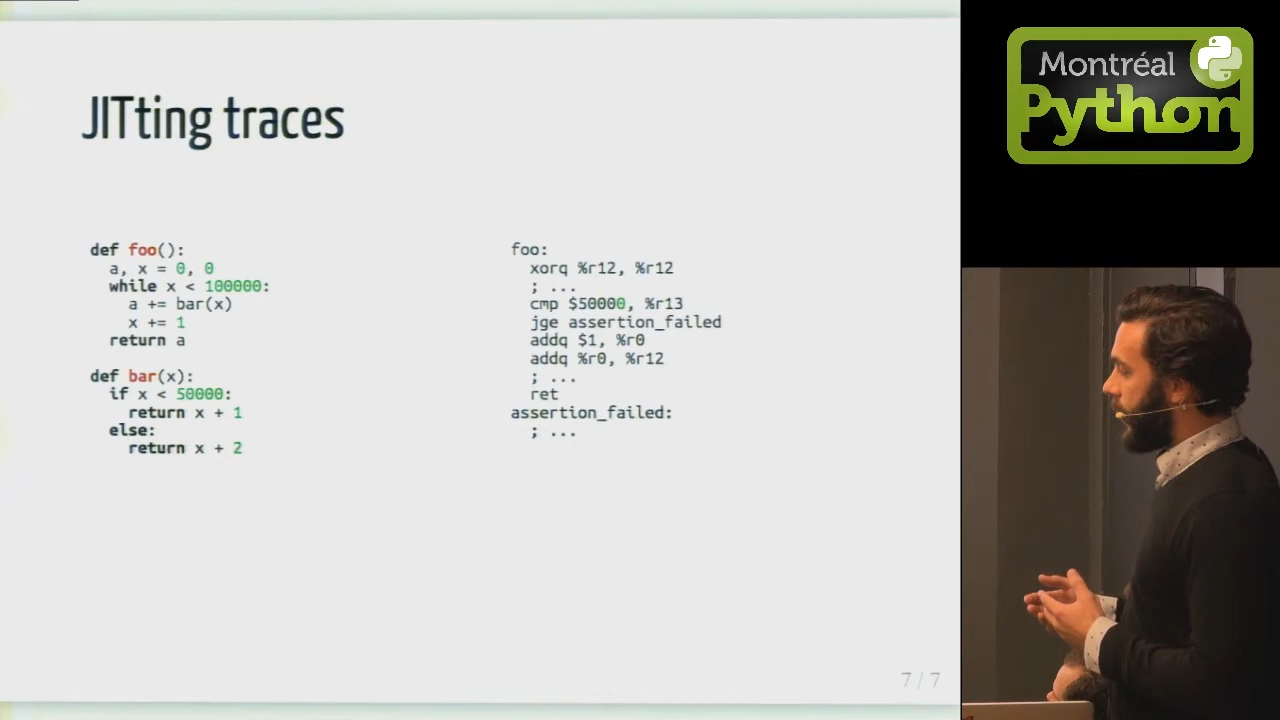 JITting traces
def foo():
a, x = 0, 0
while x < 100000:
a += bar(x)
x += 1
return a
def bar(x):
if x < 50000:
return x + 1
else:
return x + 2
foo:
xorq %r12, %r12
; ...
cmp $50000, %r13
jge assertion_failed
addq $1, %r0
addq %r0, %r12
; ...
ret
assertion_failed:
; ...
7 / 7
Montréal
Python